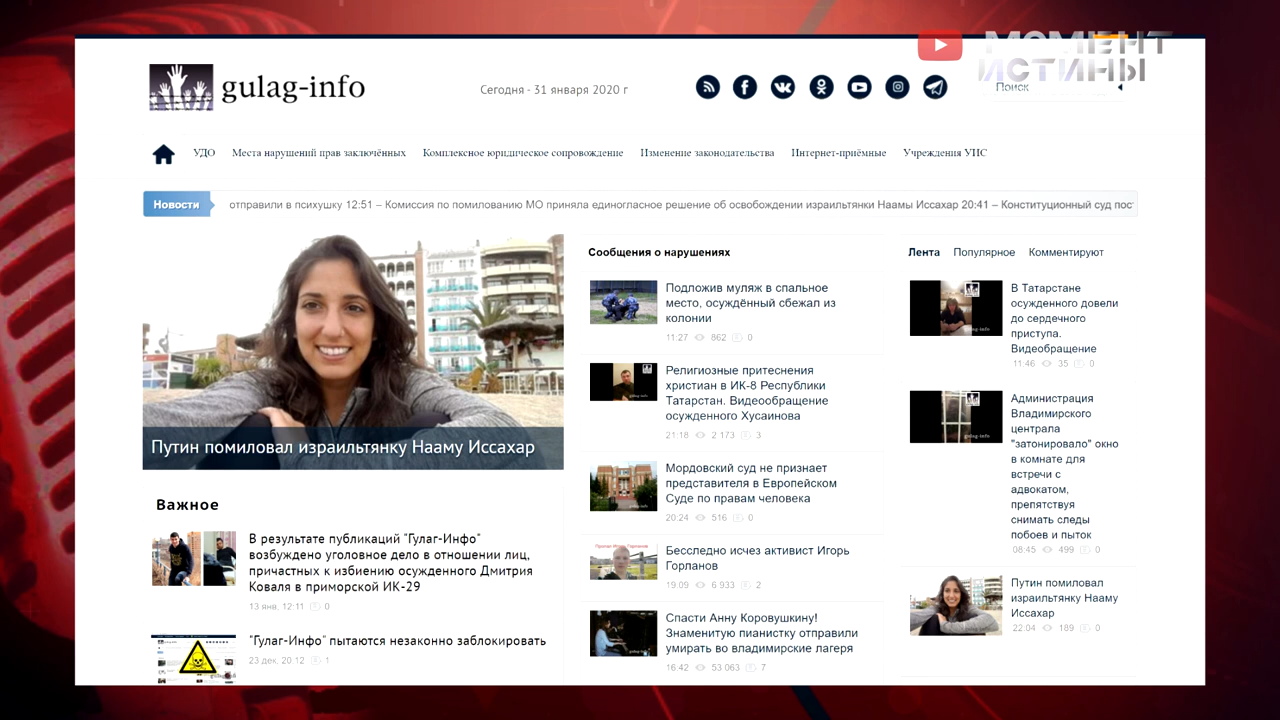 МОМЕНТ
ИСТИНЫ
gulag-info
Сегодня - 31 января 2020 г
Поиск
УДО
Места нарушений прав заключённых
Комплексное юридическое сопровождение
Изменение законодательства
Интернет-приёмные
Учреждения УИС
Новости
отправили в психушку 12:51 – Комиссия по помилованию МО приняла единогласное решение об освобождении израильтянки Наамы Иссахар 20:41 – Конституционный суд пост
Путин помиловал израильтянку Нааму Иссахар
Важное
В результате публикаций "Гулаг-Инфо"
возбуждено уголовное дело в отношении лиц,
причастных к избиению осужденного Дмитрия
Коваля в приморской ИК-29
13 янв, 12:11 0
"Гулаг-Инфо" пытаются незаконно заблокировать
23 дек. 20:12 1
Сообщения о нарушениях
Подложив муляж в спальное
место, осуждённый сбежал из
колонии
11:27 862 0
Религиозные притеснения
христиан в ИК-8 Республики
Татарстан. Видеообращение
осужденного Хусаинова
21:18 2 173 3
Мордовский суд не признает
представителя в Европейском
Суде по правам человека
20:24 516 0
Бесследно исчез активист Игорь
Горланов
19:09 6 933 2
Спасти Анну Коровушкину!
Знаменитую пианистку отправили
умирать во владимирские лагеря
16:42 53 063 7
Лента
Популярное
Комментируют
В Татарстане
осужденного довели
до сердечного
приступа.
Видеобращение
11:46 35 0
Администрация
Владимирского
централа
"затонировало" окно
в комнате для
встречи с
адвокатом,
препятствуя
снимать следы
побоев и пыток
08:45 499 0
Путин помиловал
израильтянку Нааму
Иссахар
22:04 189 0